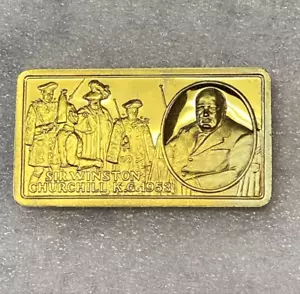 SIR WINSTON
CHURCHILL, K.G. 1953